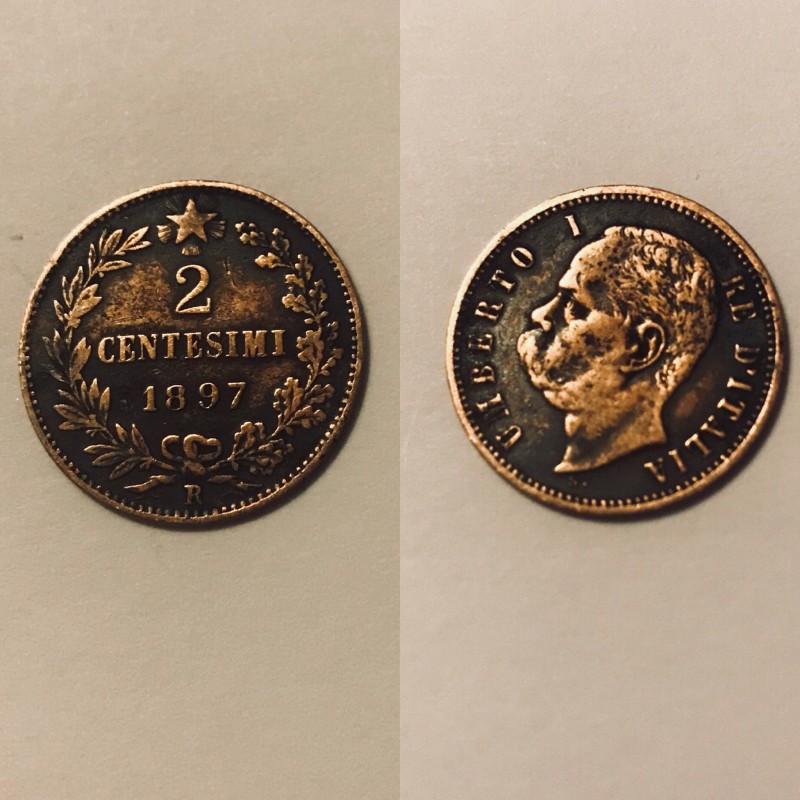 2
CENTESIMI
1897
R
UMBERTO I RE D'ITALIA